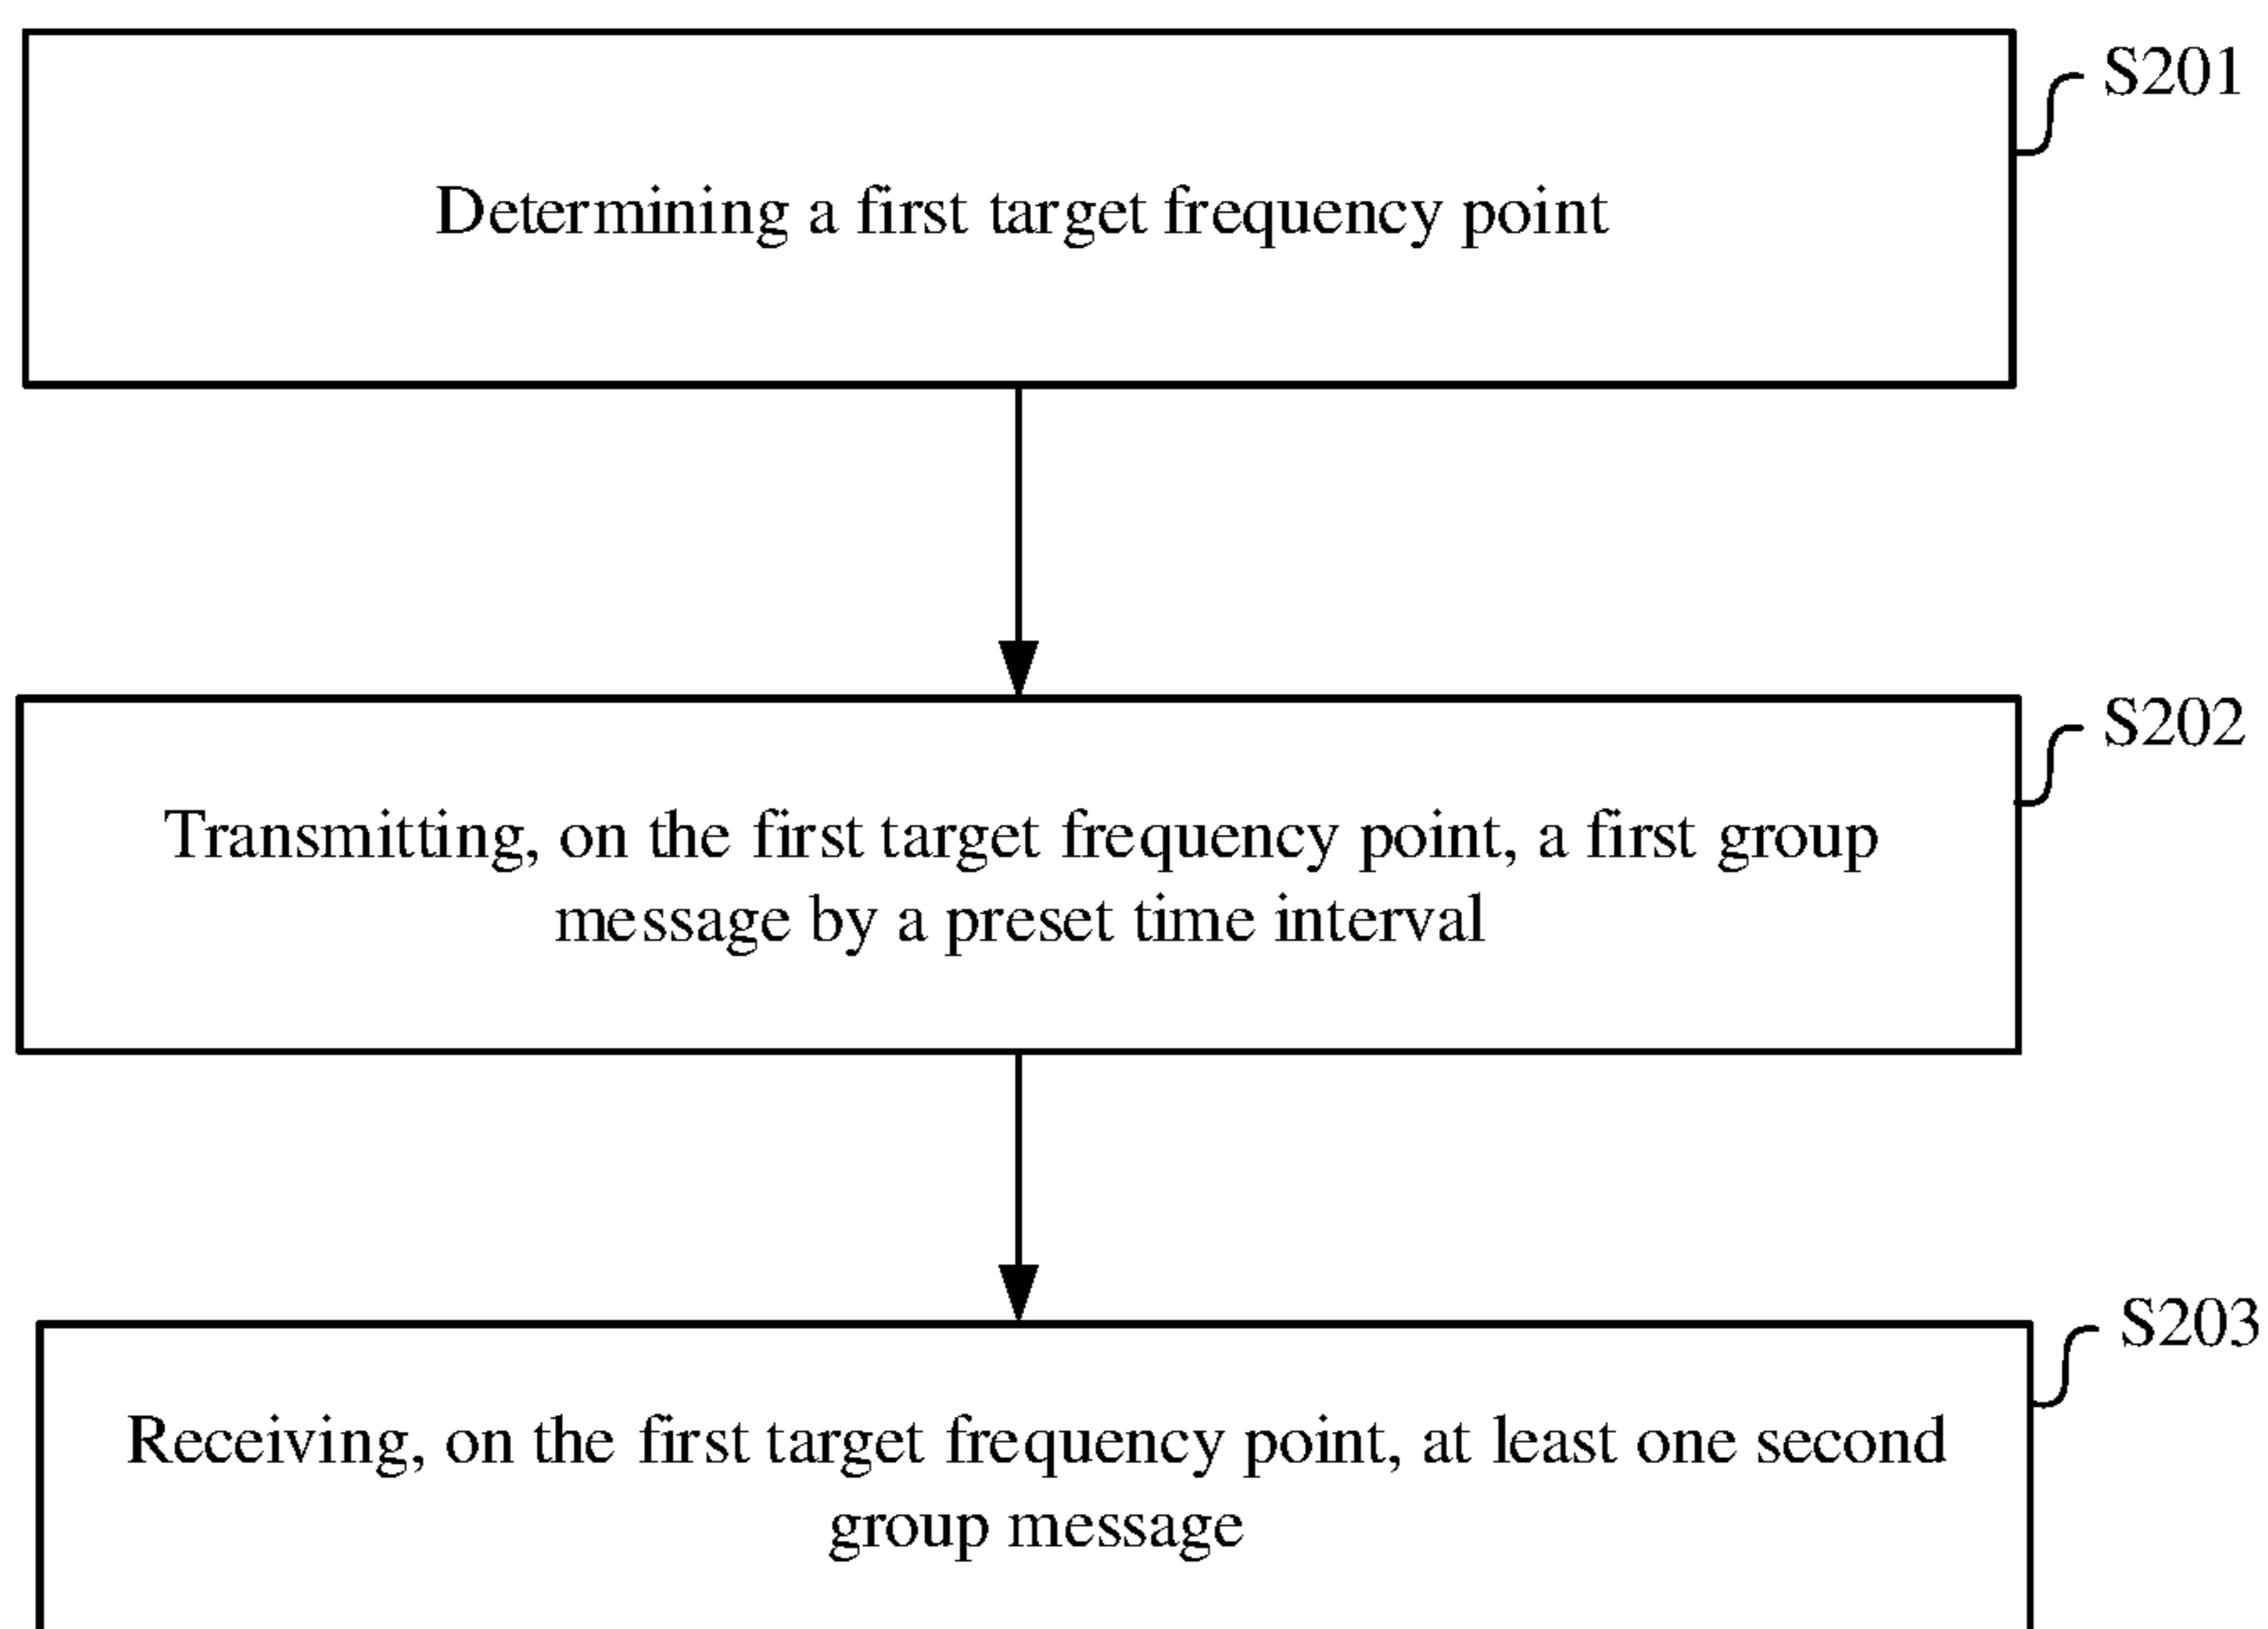 S201
Determining a first target frequency point
S202
Transmitting, on the first target frequency point, a first group
message by a preset time interval
S203
Receiving, on the first target frequency point, at least one second
group message